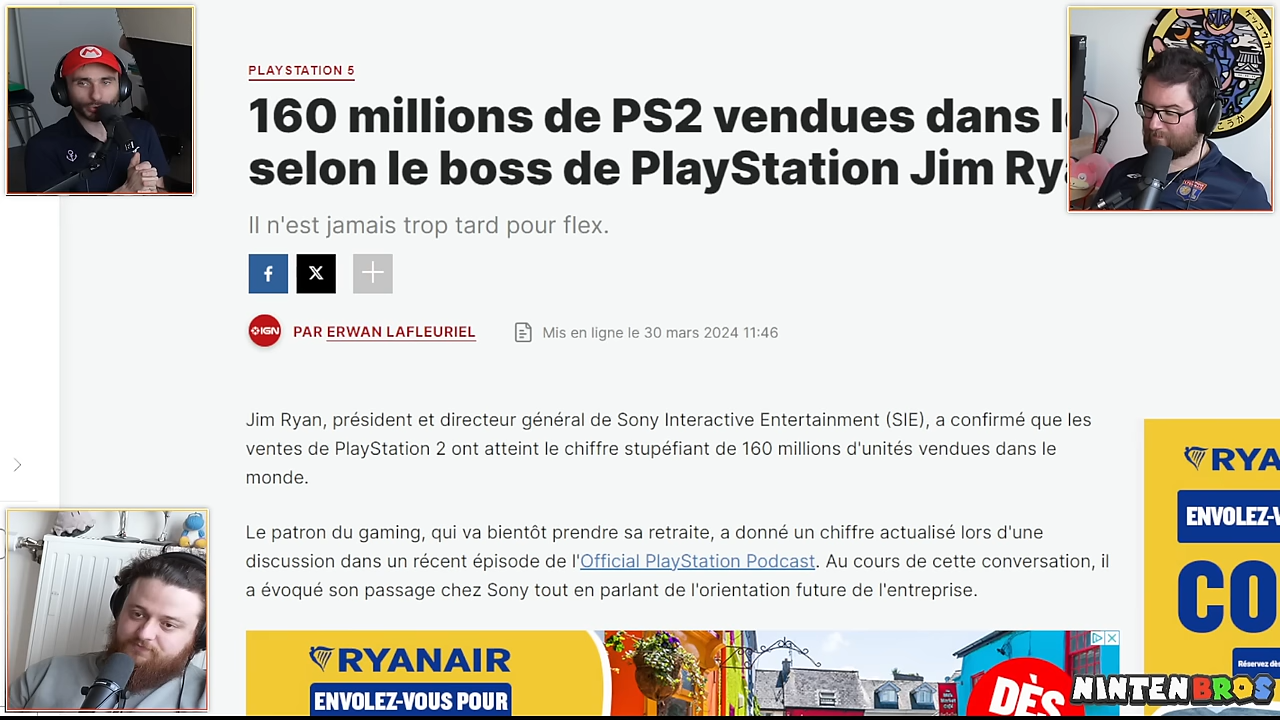 PLAYSTATION 5
160 millions de PS2 vendues dans
selon le boss de PlayStation Jim
Il n'est jamais trop tard pour flex.
IGN
PAR ERWAN LAFLEURIEL
Mis en ligne le 30 mars 2024 11:46
Jim Ryan, président et directeur général de Sony Interactive Entertainment (SIE), a confirmé que les
ventes de PlayStation 2 ont atteint le chiffre stupéfiant de 160 millions d'unités vendues dans le
monde.
Le patron du gaming, qui va bientôt prendre sa retraite, a donné un chiffre actualisé lors d'une
discussion dans un récent épisode de l'Official PlayStation Podcast. Au cours de cette conversation, il
a évoqué son passage chez Sony tout en parlant de l'orientation future de l'entreprise.
RYANAIR
ENVOLEZ-VOUS POUR
DÈS
RYA
ENVOLEZ-V
CO
Réservez dès
NINTENBROS